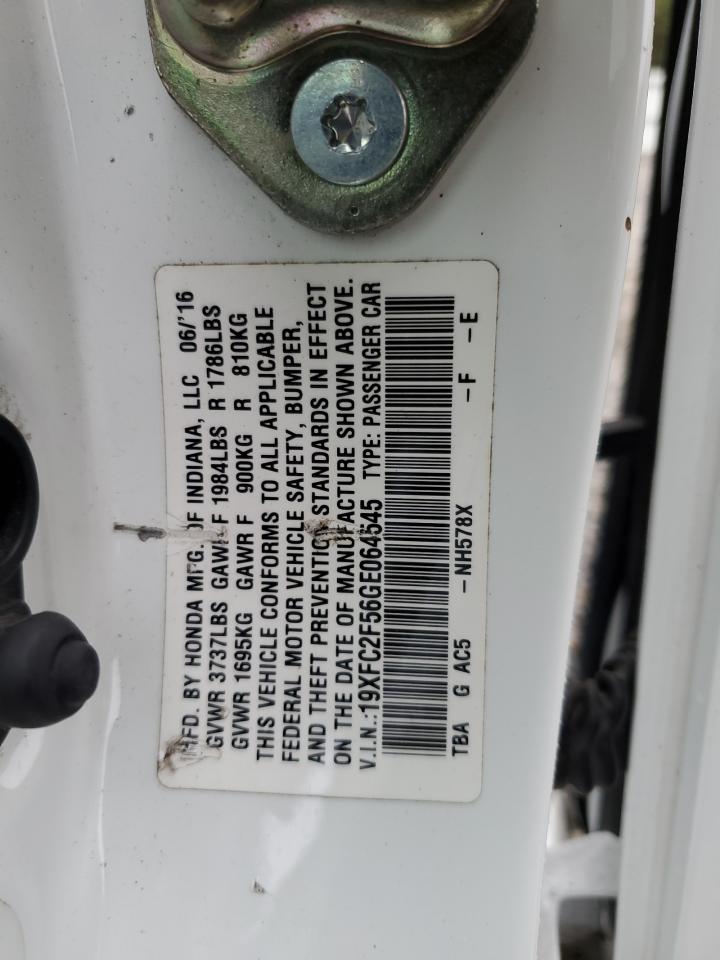 MFD. BY HONDA MFG. OF INDIANA, LLC 06/'16
GVWR 3737LBS GAWR F 1984LBS R 1786LBS
GVWR 1695KG GAWR F 900KG R 810KG
THIS VEHICLE CONFORMS TO ALL APPLICABLE
FEDERAL MOTOR VEHICLE SAFETY, BUMPER,
AND THEFT PREVENTION STANDARDS IN EFFECT
ON THE DATE OF MANUFACTURE SHOWN ABOVE.
V.I.N.:19XFC2F56GE064545 TYPE: PASSENGER CAR
TBA G AC5 -NH578X -F -E